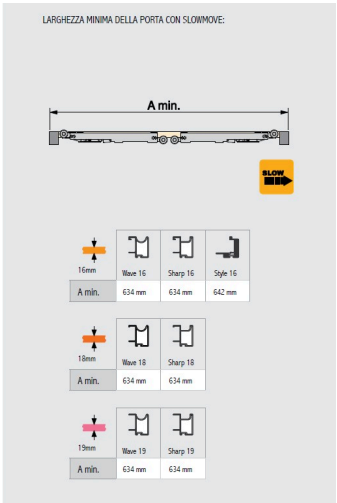 LARGHEZZA MINIMA DELLA PORTA CON SLOWMOVE:
A min.
SLOW
16mm Wave 16 Sharp 16 Style 16
A min. 634 mm 634 mm 642 mm
18mm Wave 18 Sharp 18
A min. 634 mm 634 mm
19mm Wave 19 Sharp 19
A min. 634 mm 634 mm